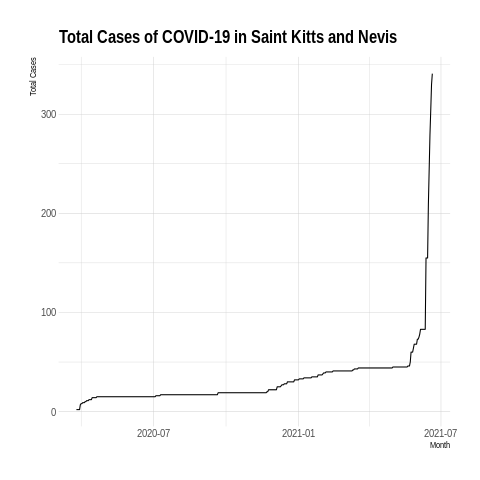 Total Cases of COVID-19 in Saint Kitts and Nevis
Total Cases
300
200
100
0
2020-07
2021-01
2021-07
Month